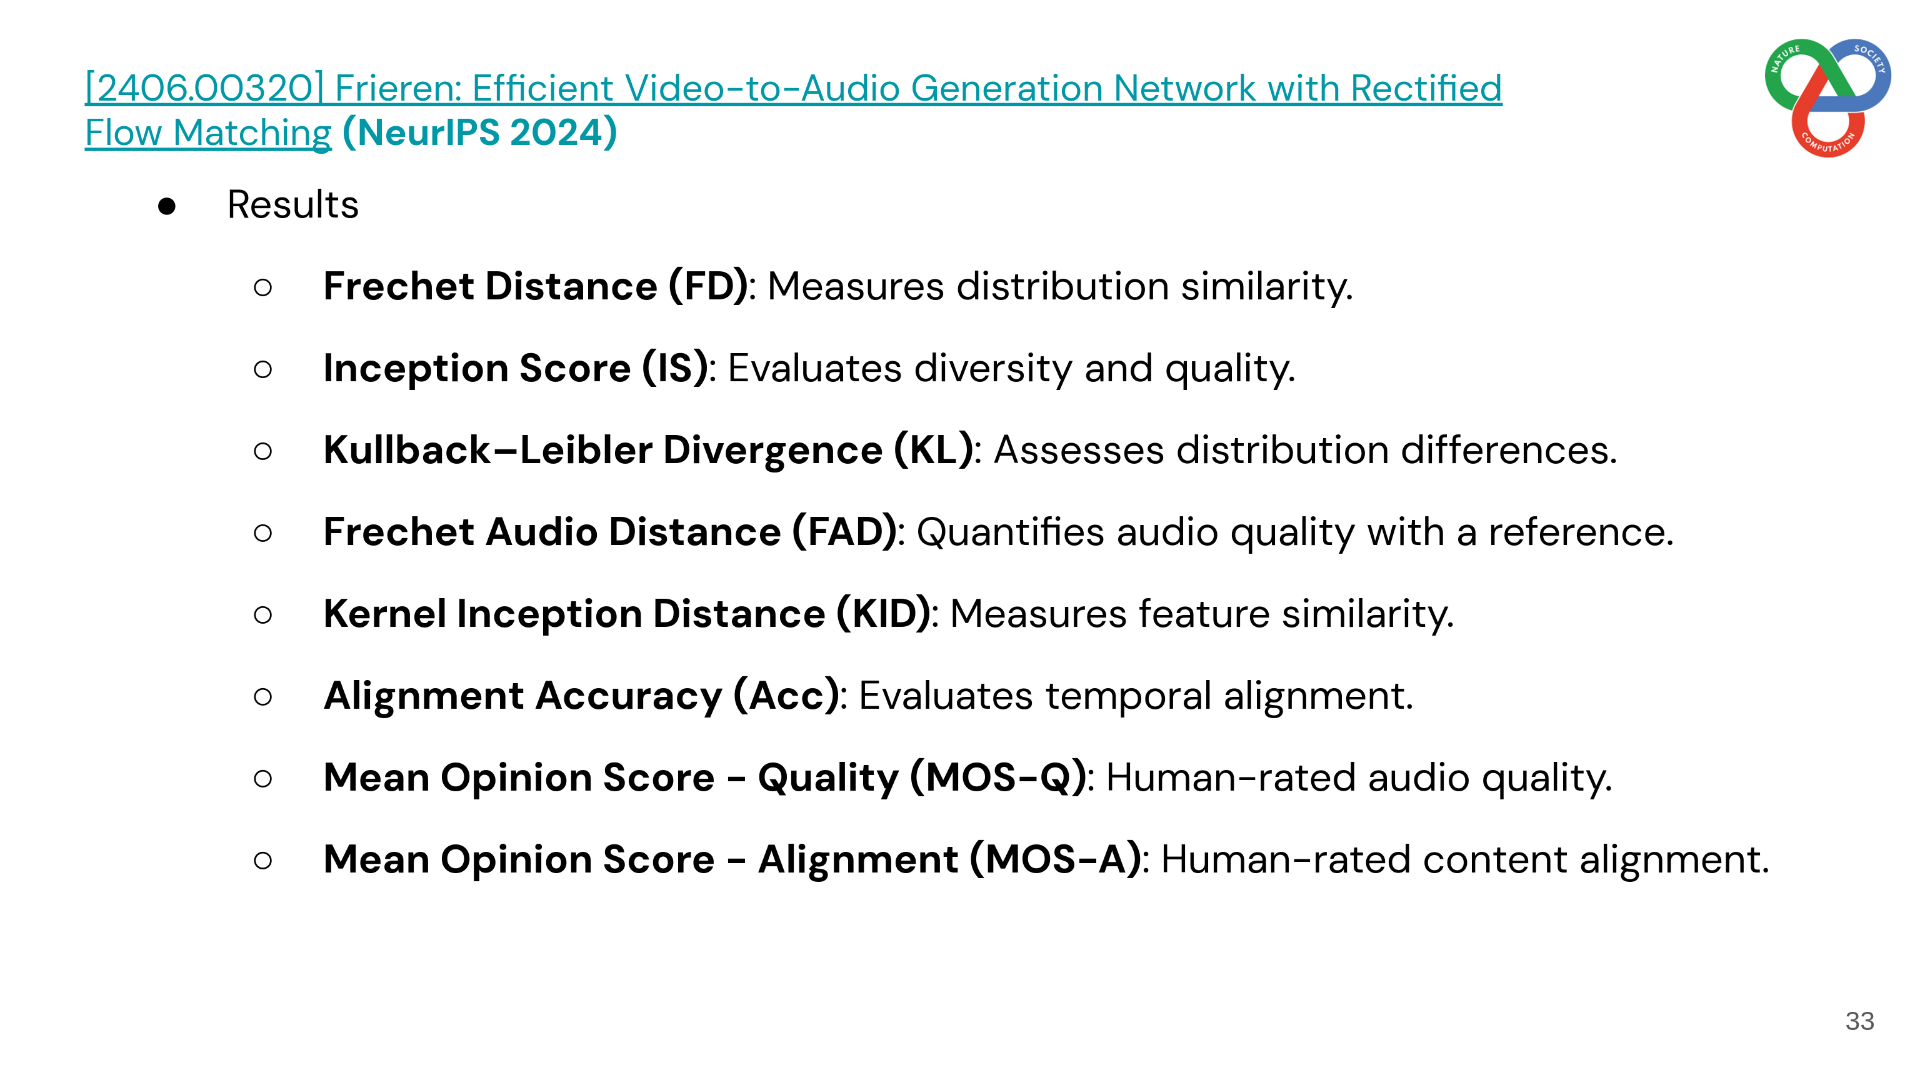 [2406.00320] Frieren: Efficient Video-to-Audio Generation Network with Rectified
Flow Matching (NeurIPS 2024)
NATURE
SOCIETY
COMPUTATION
● Results
○ Frechet Distance (FD): Measures distribution similarity.
○ Inception Score (IS): Evaluates diversity and quality.
○ Kullback–Leibler Divergence (KL): Assesses distribution differences.
○ Frechet Audio Distance (FAD): Quantifies audio quality with a reference.
○ Kernel Inception Distance (KID): Measures feature similarity.
○ Alignment Accuracy (Acc): Evaluates temporal alignment.
○ Mean Opinion Score - Quality (MOS-Q): Human-rated audio quality.
○ Mean Opinion Score - Alignment (MOS-A): Human-rated content alignment.
33